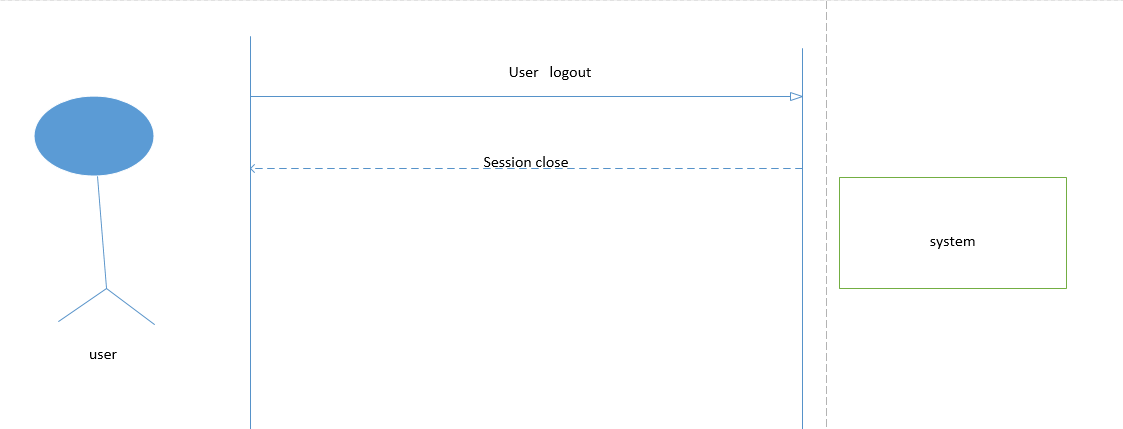 User logout
Session close
system
user